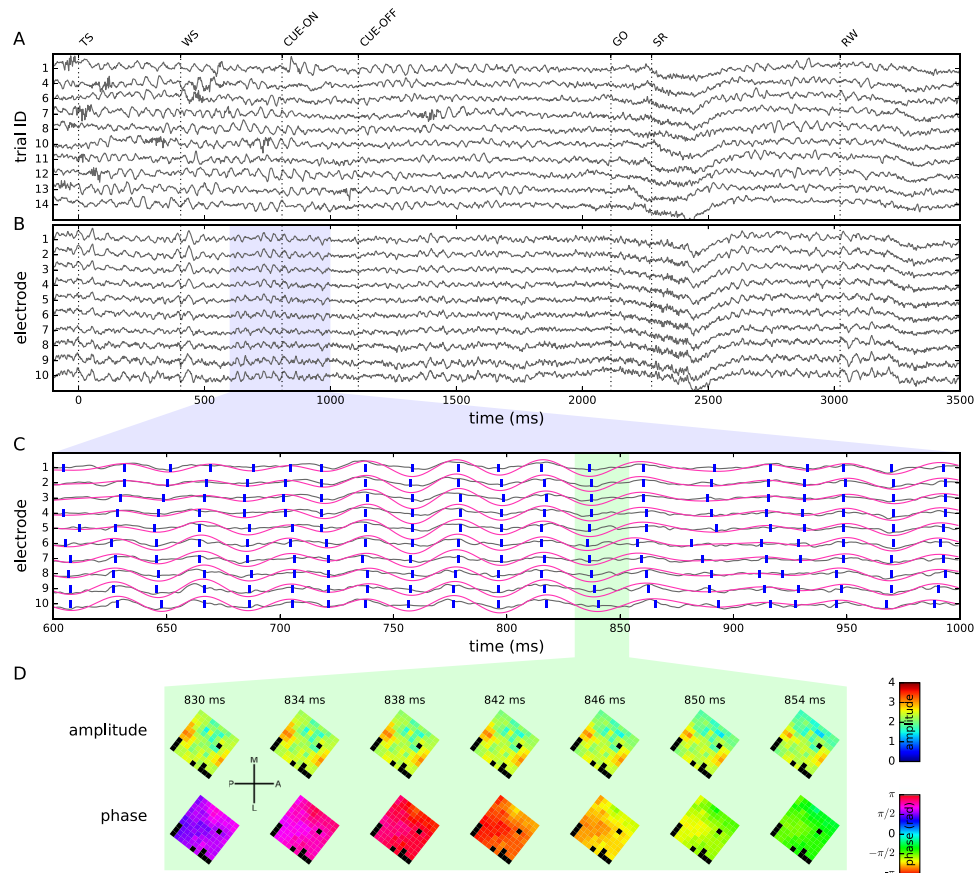 A
TS
WS
CUE-ON
CUE-OFF
GO
SR
RW
trial ID
1
4
6
7
8
10
11
12
13
14
B
electrode
1
2
3
4
5
6
7
8
9
10
0
500
1000
1500
2000
2500
3000
3500
time (ms)
C
electrode
1
2
3
4
5
6
7
8
9
10
600
650
700
750
800
850
900
950
1000
time (ms)
D
830 ms
834 ms
838 ms
842 ms
846 ms
850 ms
854 ms
amplitude
4
3
2
1
0
amplitude
M
P
A
L
phase
π
π/2
0
−π/2
-π
phase (rad)